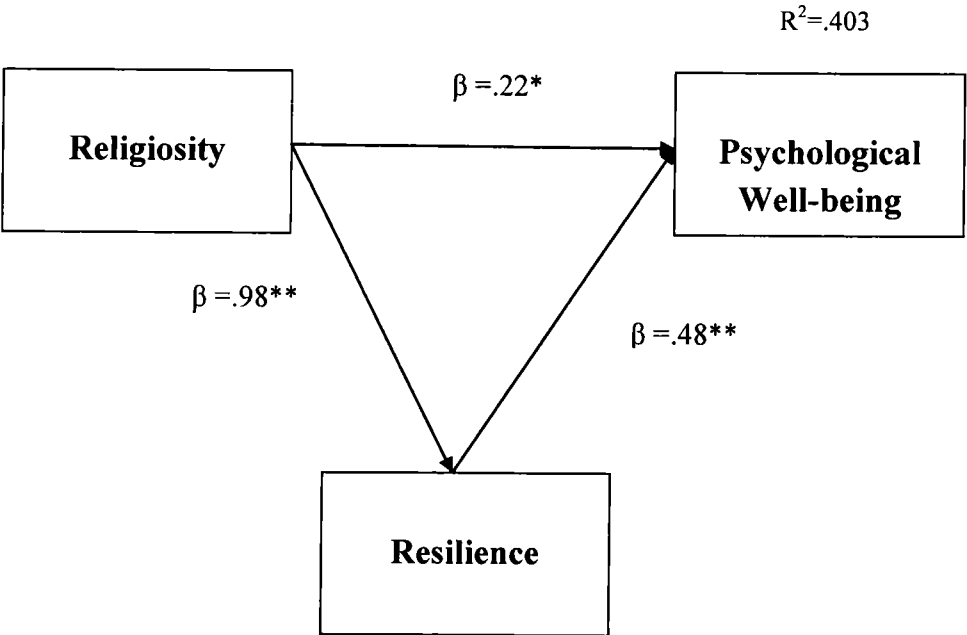 R²=.403
β =.22*
Religiosity
Psychological
Well-being
β =.98**
β =.48**
Resilience